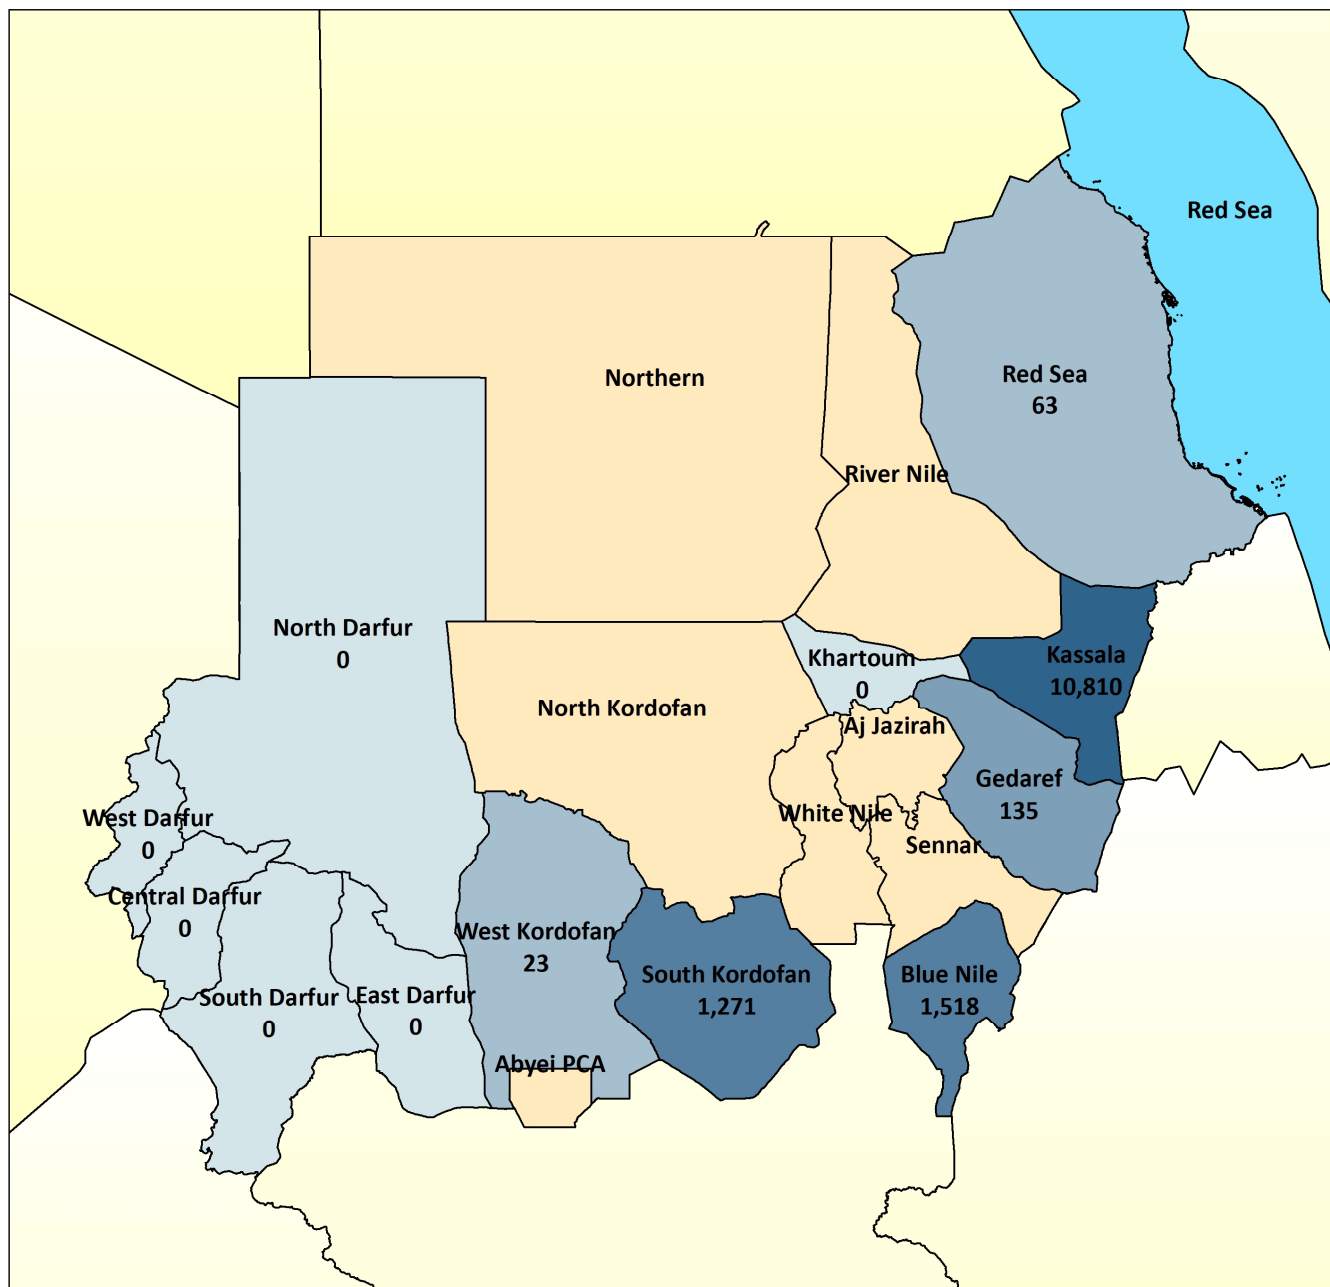 Red Sea
Northern
Red Sea
63
River Nile
North Darfur
0
Khartoum
0
Kassala
10,810
North Kordofan
Aj Jazirah
Gedaref
135
West Darfur
0
White Nile
Sennar
Central Darfur
0
West Kordofan
23
South Kordofan
1,271
Blue Nile
1,518
South Darfur
0
East Darfur
0
Abyei PCA